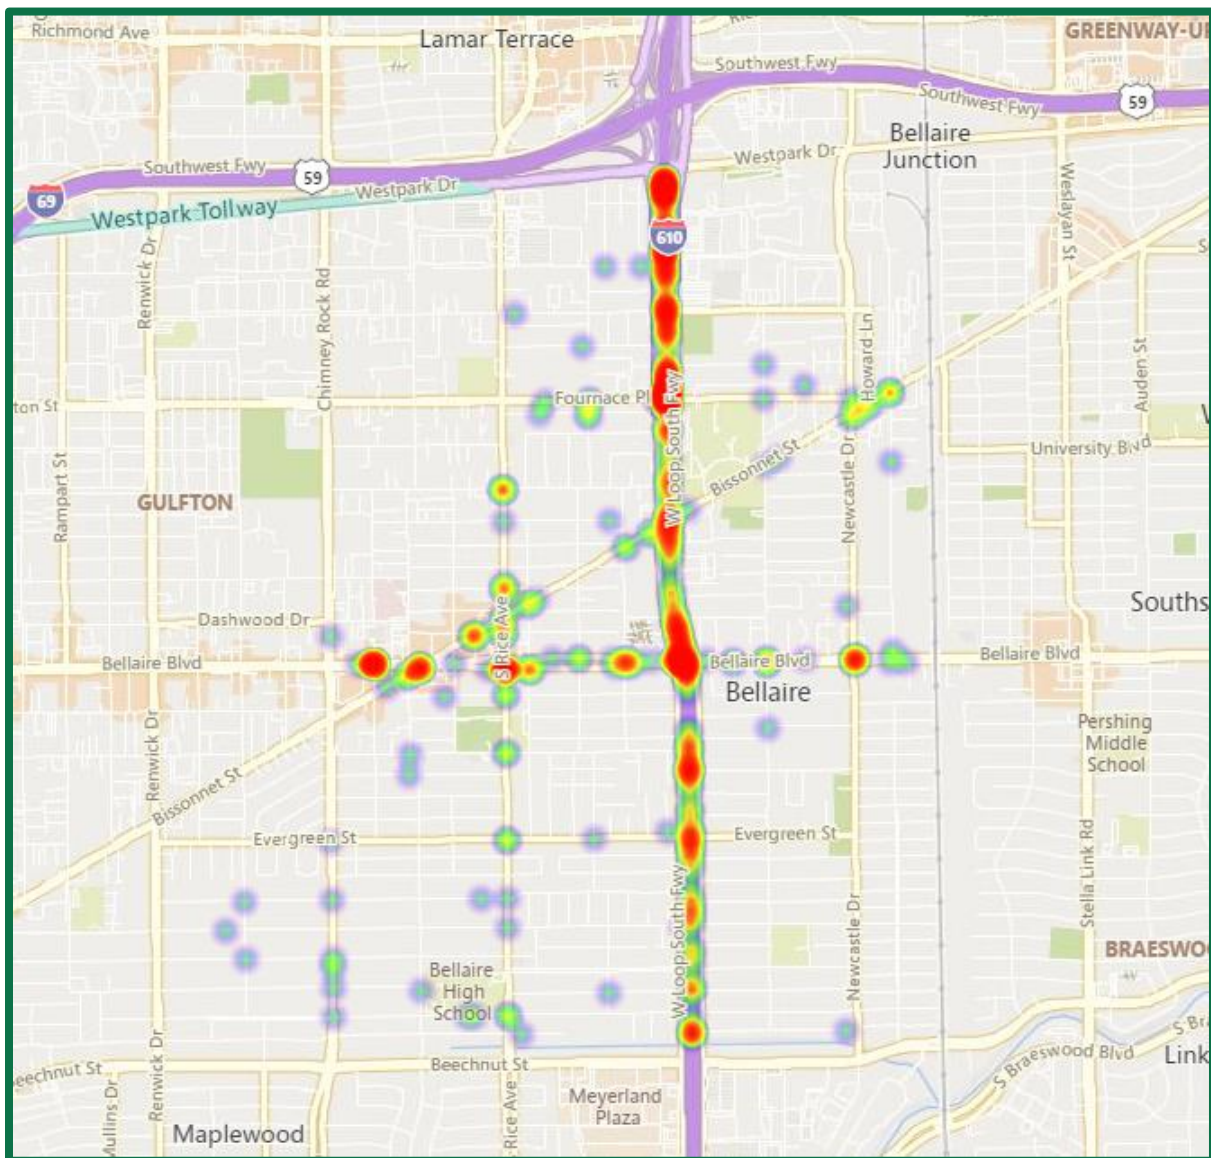 Richmond Ave
Lamar Terrace
GREENWAY-UP
Southwest Fwy
Southwest Fwy
59
Bellaire
Junction
Westpark Dr
Southwest Fwy
59
Westpark Dr
69
Westpark Tollway
Weslayan St
610
Renwick Dr
Chimney Rock Rd
Howard Ln
Auden St
ton St
Fournace Pl
W Loop South Fwy
Bissonnet St
University Blvd
Rampart St
GULFTON
Newcastle Dr
Souths
Dashwood Dr
S Rice Ave
Bellaire Blvd
Bellaire Blvd
Bellaire Blvd
Bellaire
Renwick Dr
Pershing
Middle
School
Bissonnet St
Evergreen St
Evergreen St
Stella Link Rd
W Loop South Fwy
Newcastle Dr
BRAESWO
Bellaire
High
School
S Bra
Renwick Dr
eechnut St
Beechnut St
S Braeswood Blvd
Link
Mullins Dr
Rice Ave
Meyerland
Plaza
Maplewood